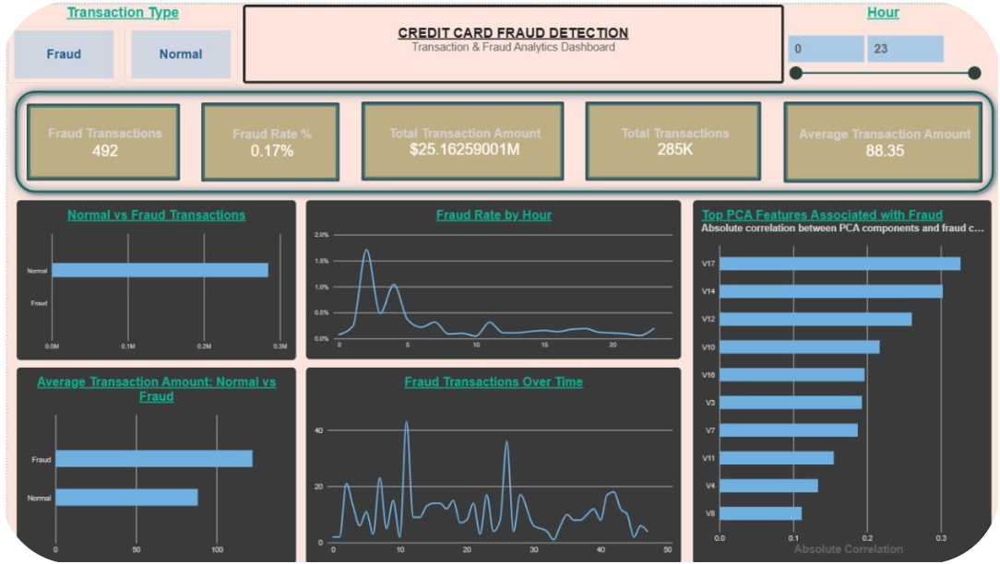 Transaction Type
Fraud
Normal
CREDIT CARD FRAUD DETECTION
Transaction & Fraud Analytics Dashboard
Hour
0
23
Fraud Transactions
492
Fraud Rate %
0.17%
Total Transaction Amount
$25.16259001M
Total Transactions
285K
Average Transaction Amount
88.35
Normal vs Fraud Transactions
Normal
Fraud
0.0M 0.1M 0.2M 0.3M
Fraud Rate by Hour
2.0%
1.5%
1.0%
0.5%
0.0%
0 5 10 15 20
Top PCA Features Associated with Fraud
Absolute correlation between PCA components and fraud c...
V17
V14
V12
V10
V16
V3
V7
V11
V4
V8
0.0 0.1 0.2 0.3
Absolute Correlation
Average Transaction Amount: Normal vs
Fraud
Fraud
Normal
0 50 100
Fraud Transactions Over Time
40
20
0
0 10 20 30 40 50